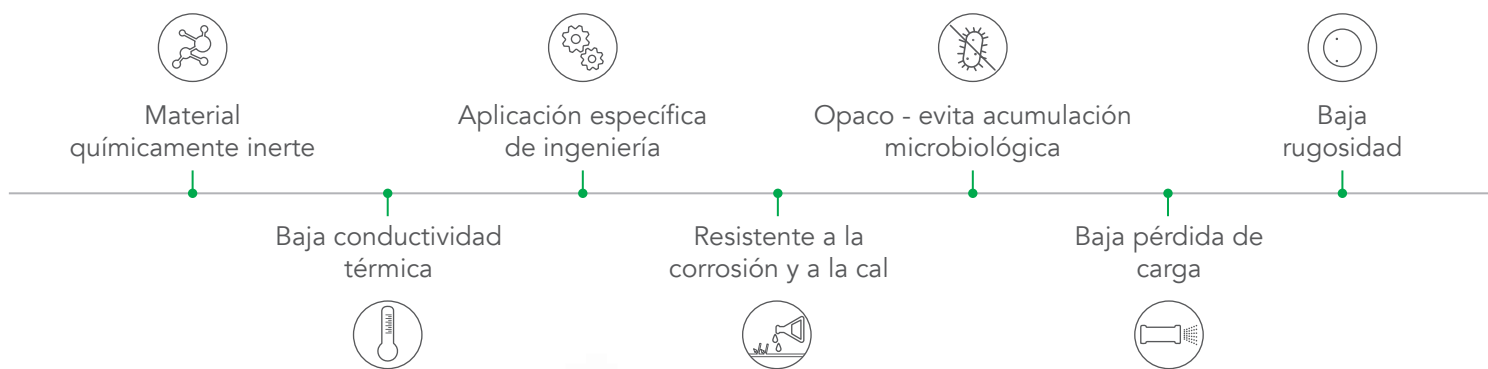 Material
químicamente inerte
Aplicación específica
de ingeniería
Opaco - evita acumulación
microbiológica
Baja
rugosidad
Baja conductividad
térmica
Resistente a la
corrosión y a la cal
Baja pérdida de
carga